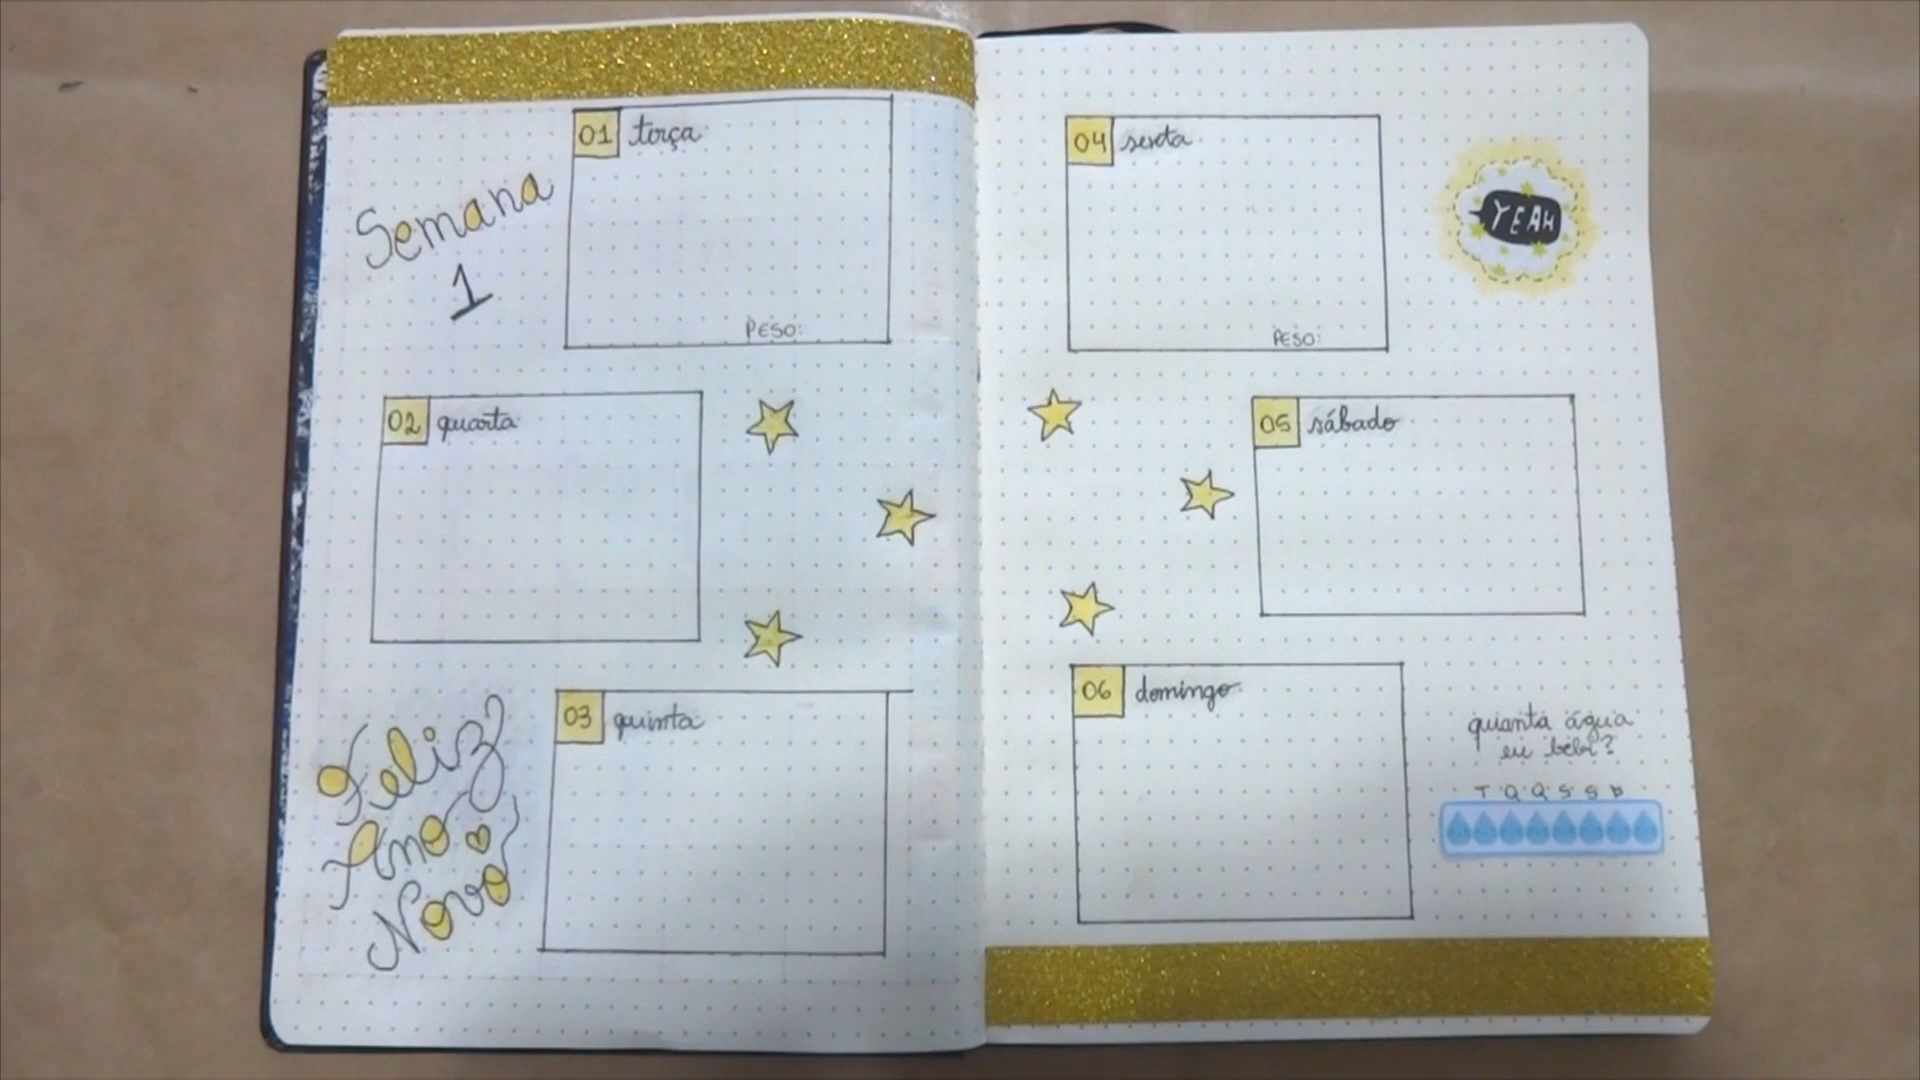 Semana
1
01 terça
PESO:
02 quarta
Feliz
Ano
Novo
03 quinta
04 sexta
PESO:
YEAH
05 sábado
06 domingo
quanta água
eu bebi?
T Q Q S S D